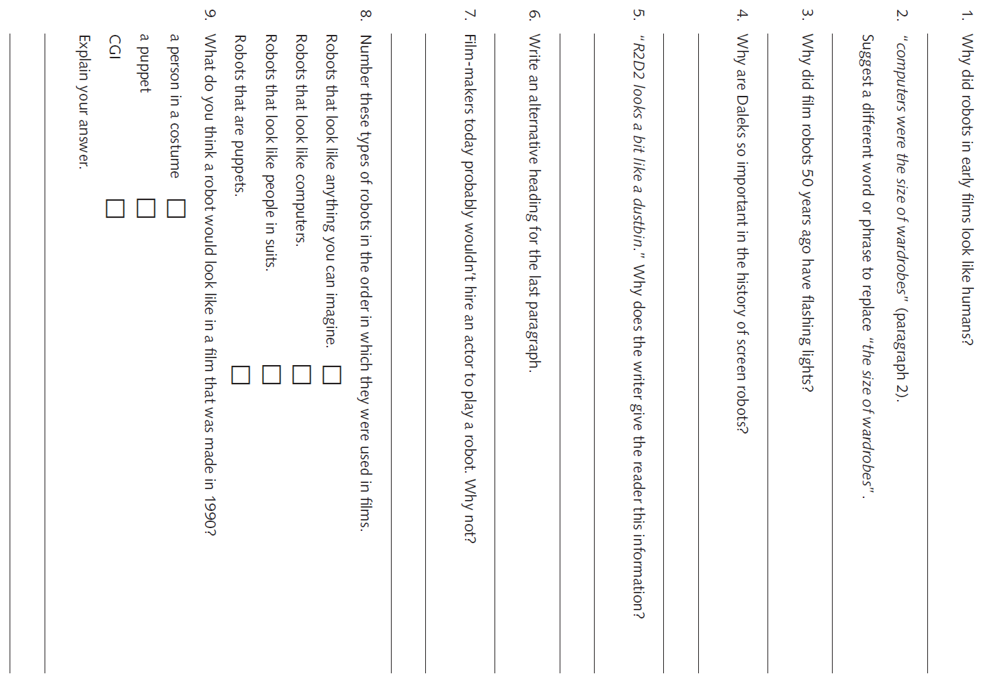 1. Why did robots in early films look like humans?
2. “computers were the size of wardrobes” (paragraph 2).
Suggest a different word or phrase to replace “the size of wardrobes”.
3. Why did film robots 50 years ago have flashing lights?
4. Why are Daleks so important in the history of screen robots?
5. “R2D2 looks a bit like a dustbin.” Why does the writer give the reader this information?
6. Write an alternative heading for the last paragraph.
7. Film-makers today probably wouldn’t hire an actor to play a robot. Why not?
8. Number these types of robots in the order in which they were used in films.
Robots that look like anything you can imagine.
Robots that look like computers.
Robots that look like people in suits.
Robots that are puppets.
9. What do you think a robot would look like in a film that was made in 1990?
a person in a costume
a puppet
CGI
Explain your answer.